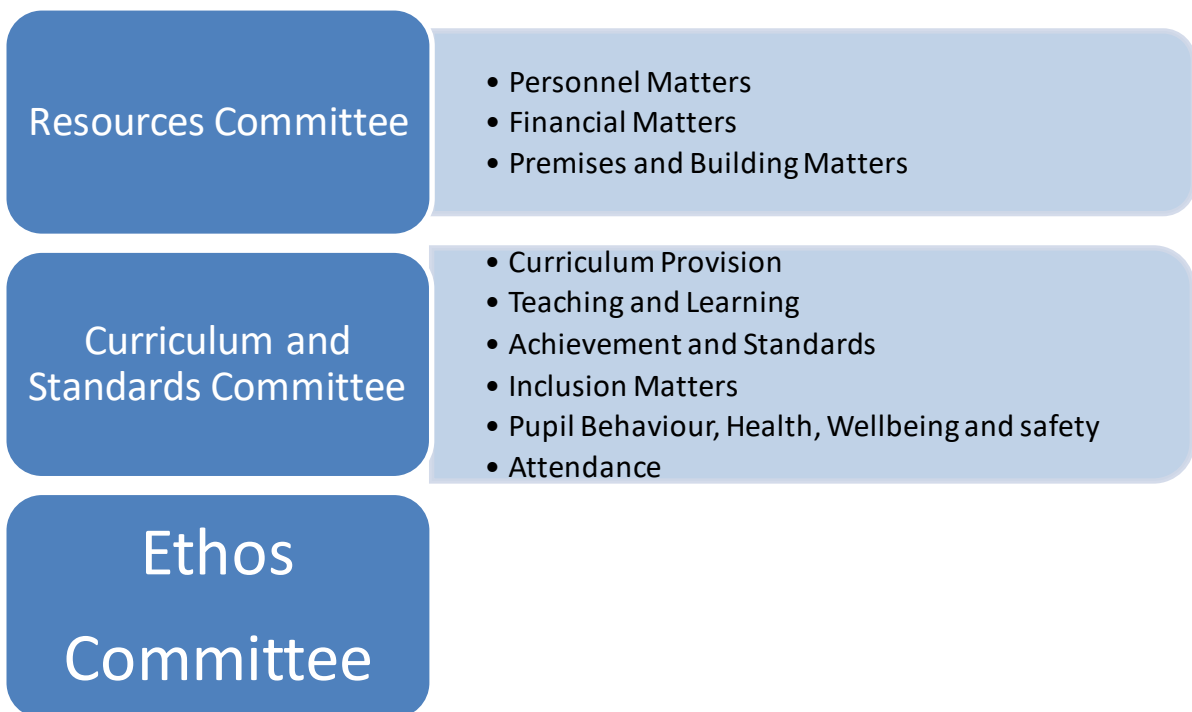 Resources Committee
• Personnel Matters
• Financial Matters
• Premises and Building Matters
Curriculum and
Standards Committee
• Curriculum Provision
• Teaching and Learning
• Achievement and Standards
• Inclusion Matters
• Pupil Behaviour, Health, Wellbeing and safety
• Attendance
Ethos
Committee